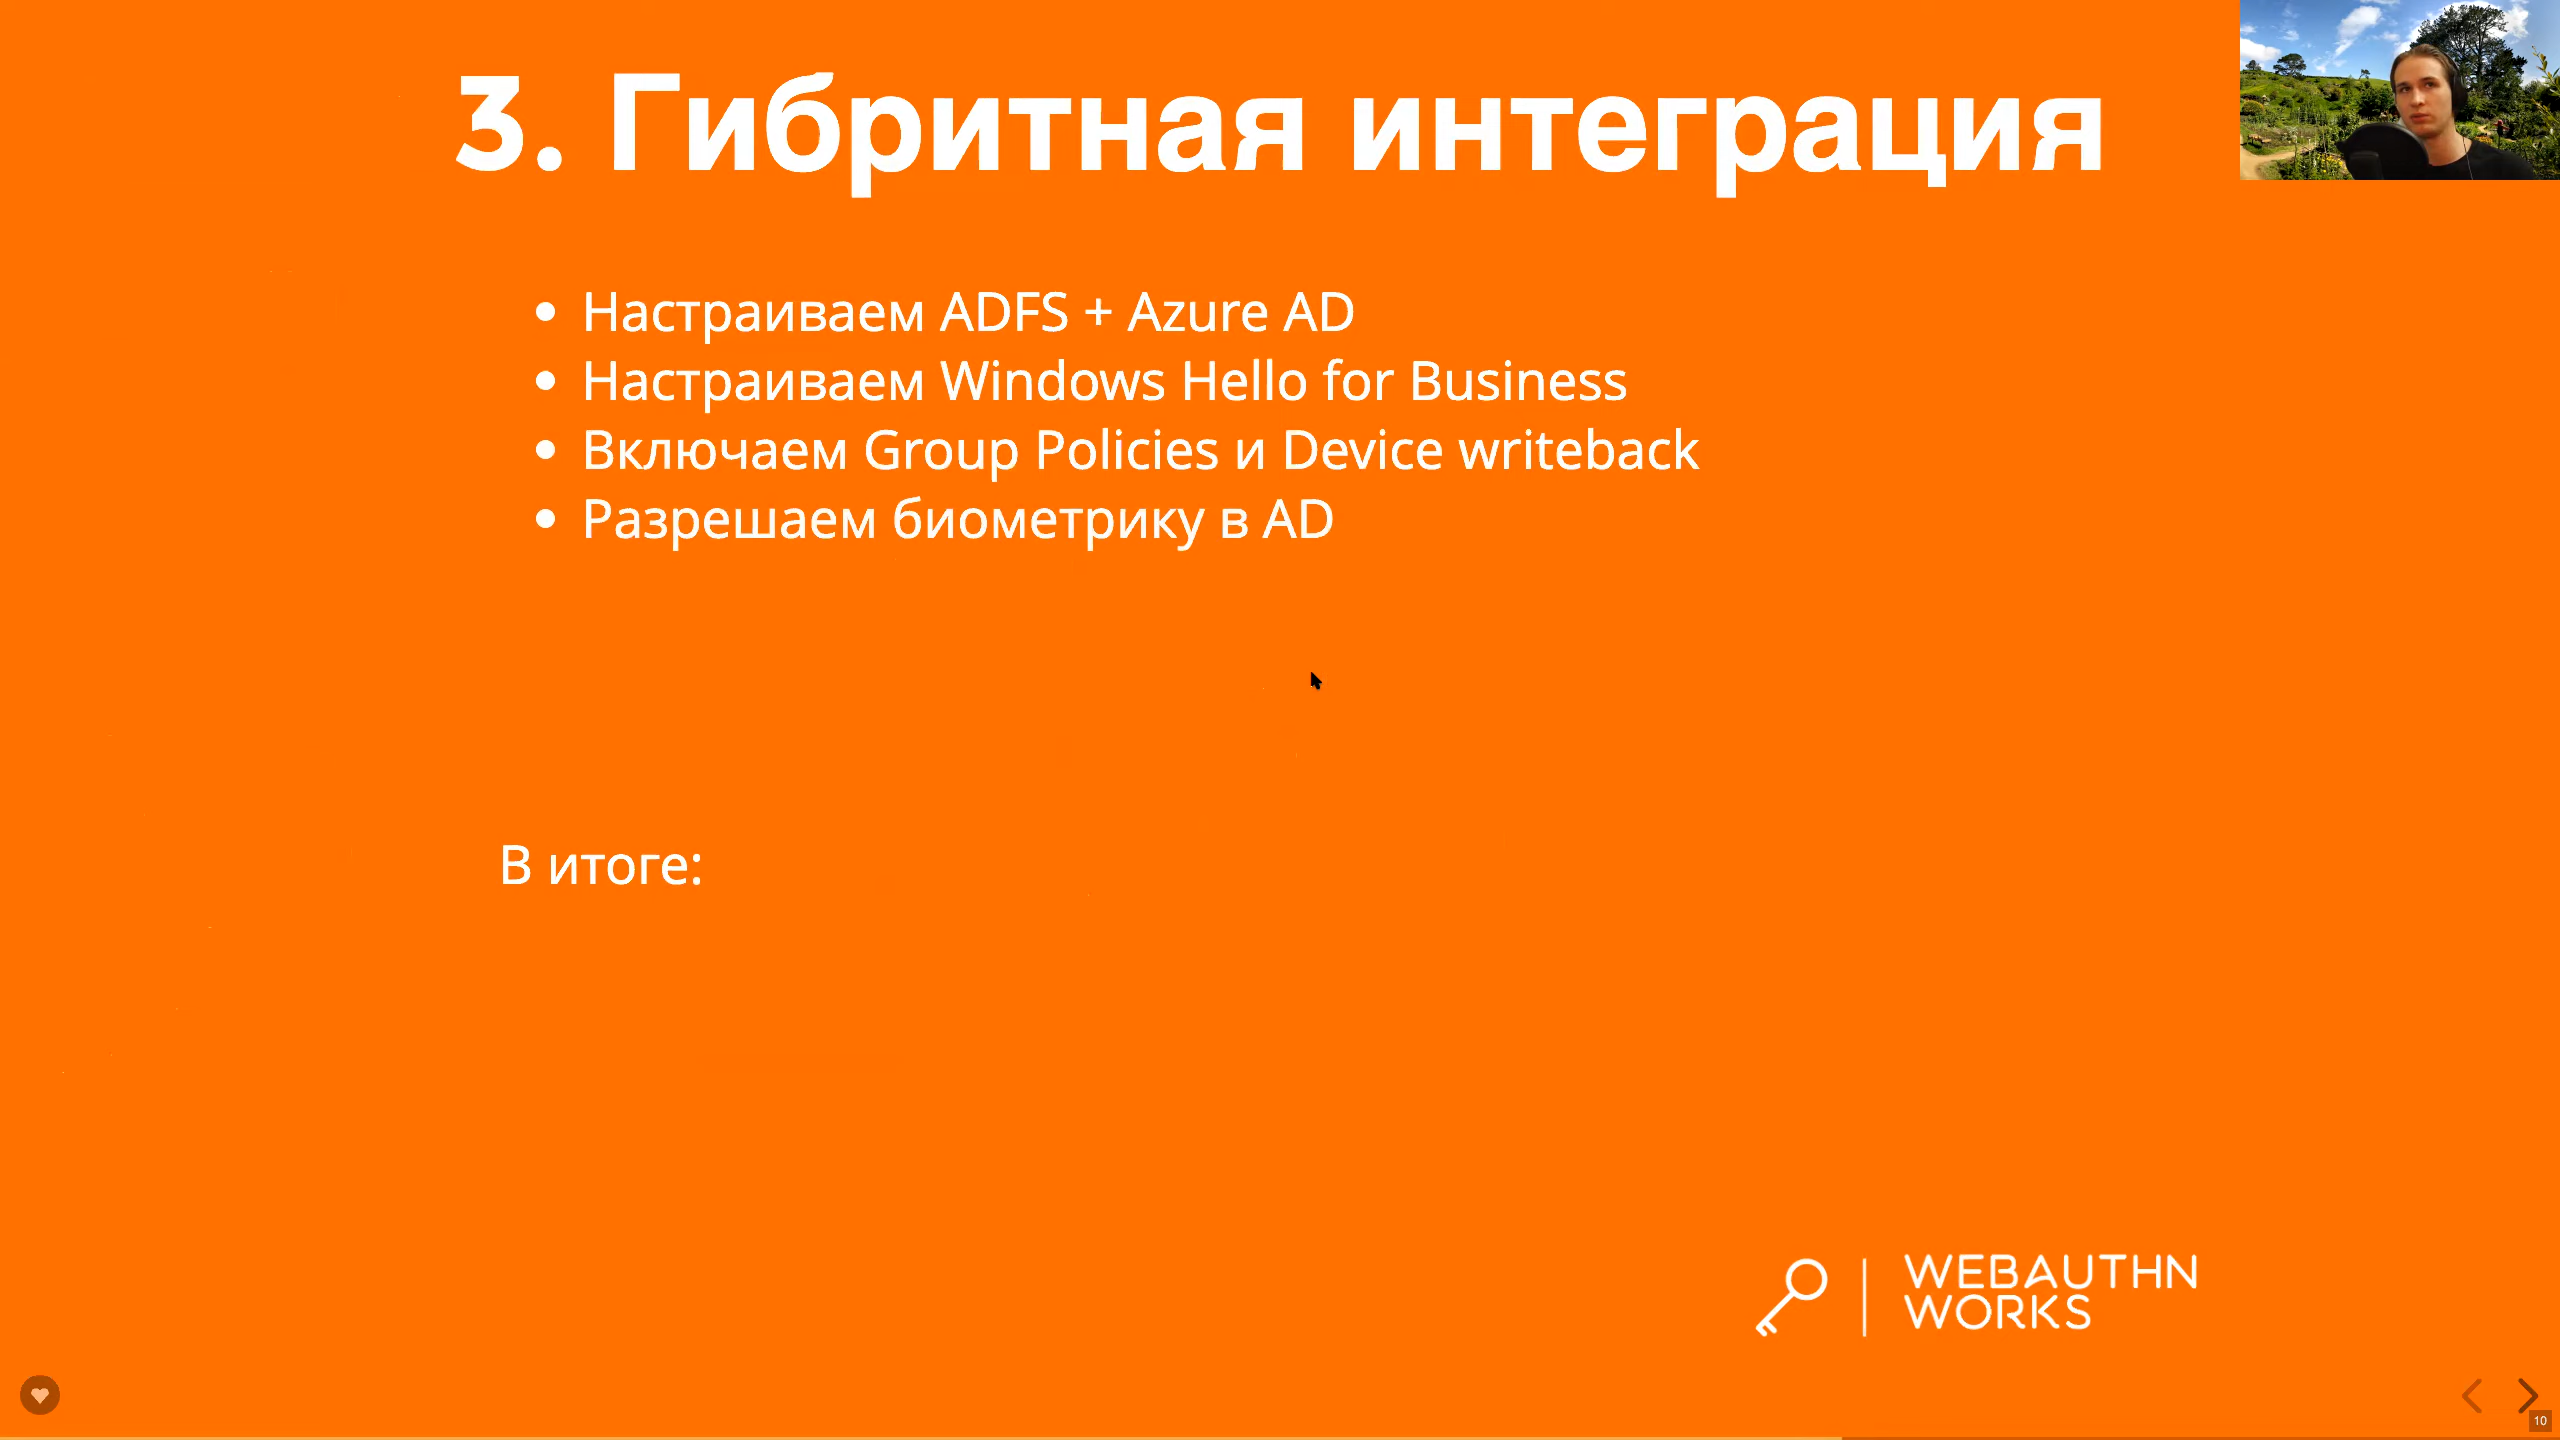 3. Гибритная интеграция
Настраиваем ADFS + Azure AD
Настраиваем Windows Hello for Business
Включаем Group Policies и Device writeback
Разрешаем биометрику в AD
В итоге:
WEBAUTHN
WORKS
10